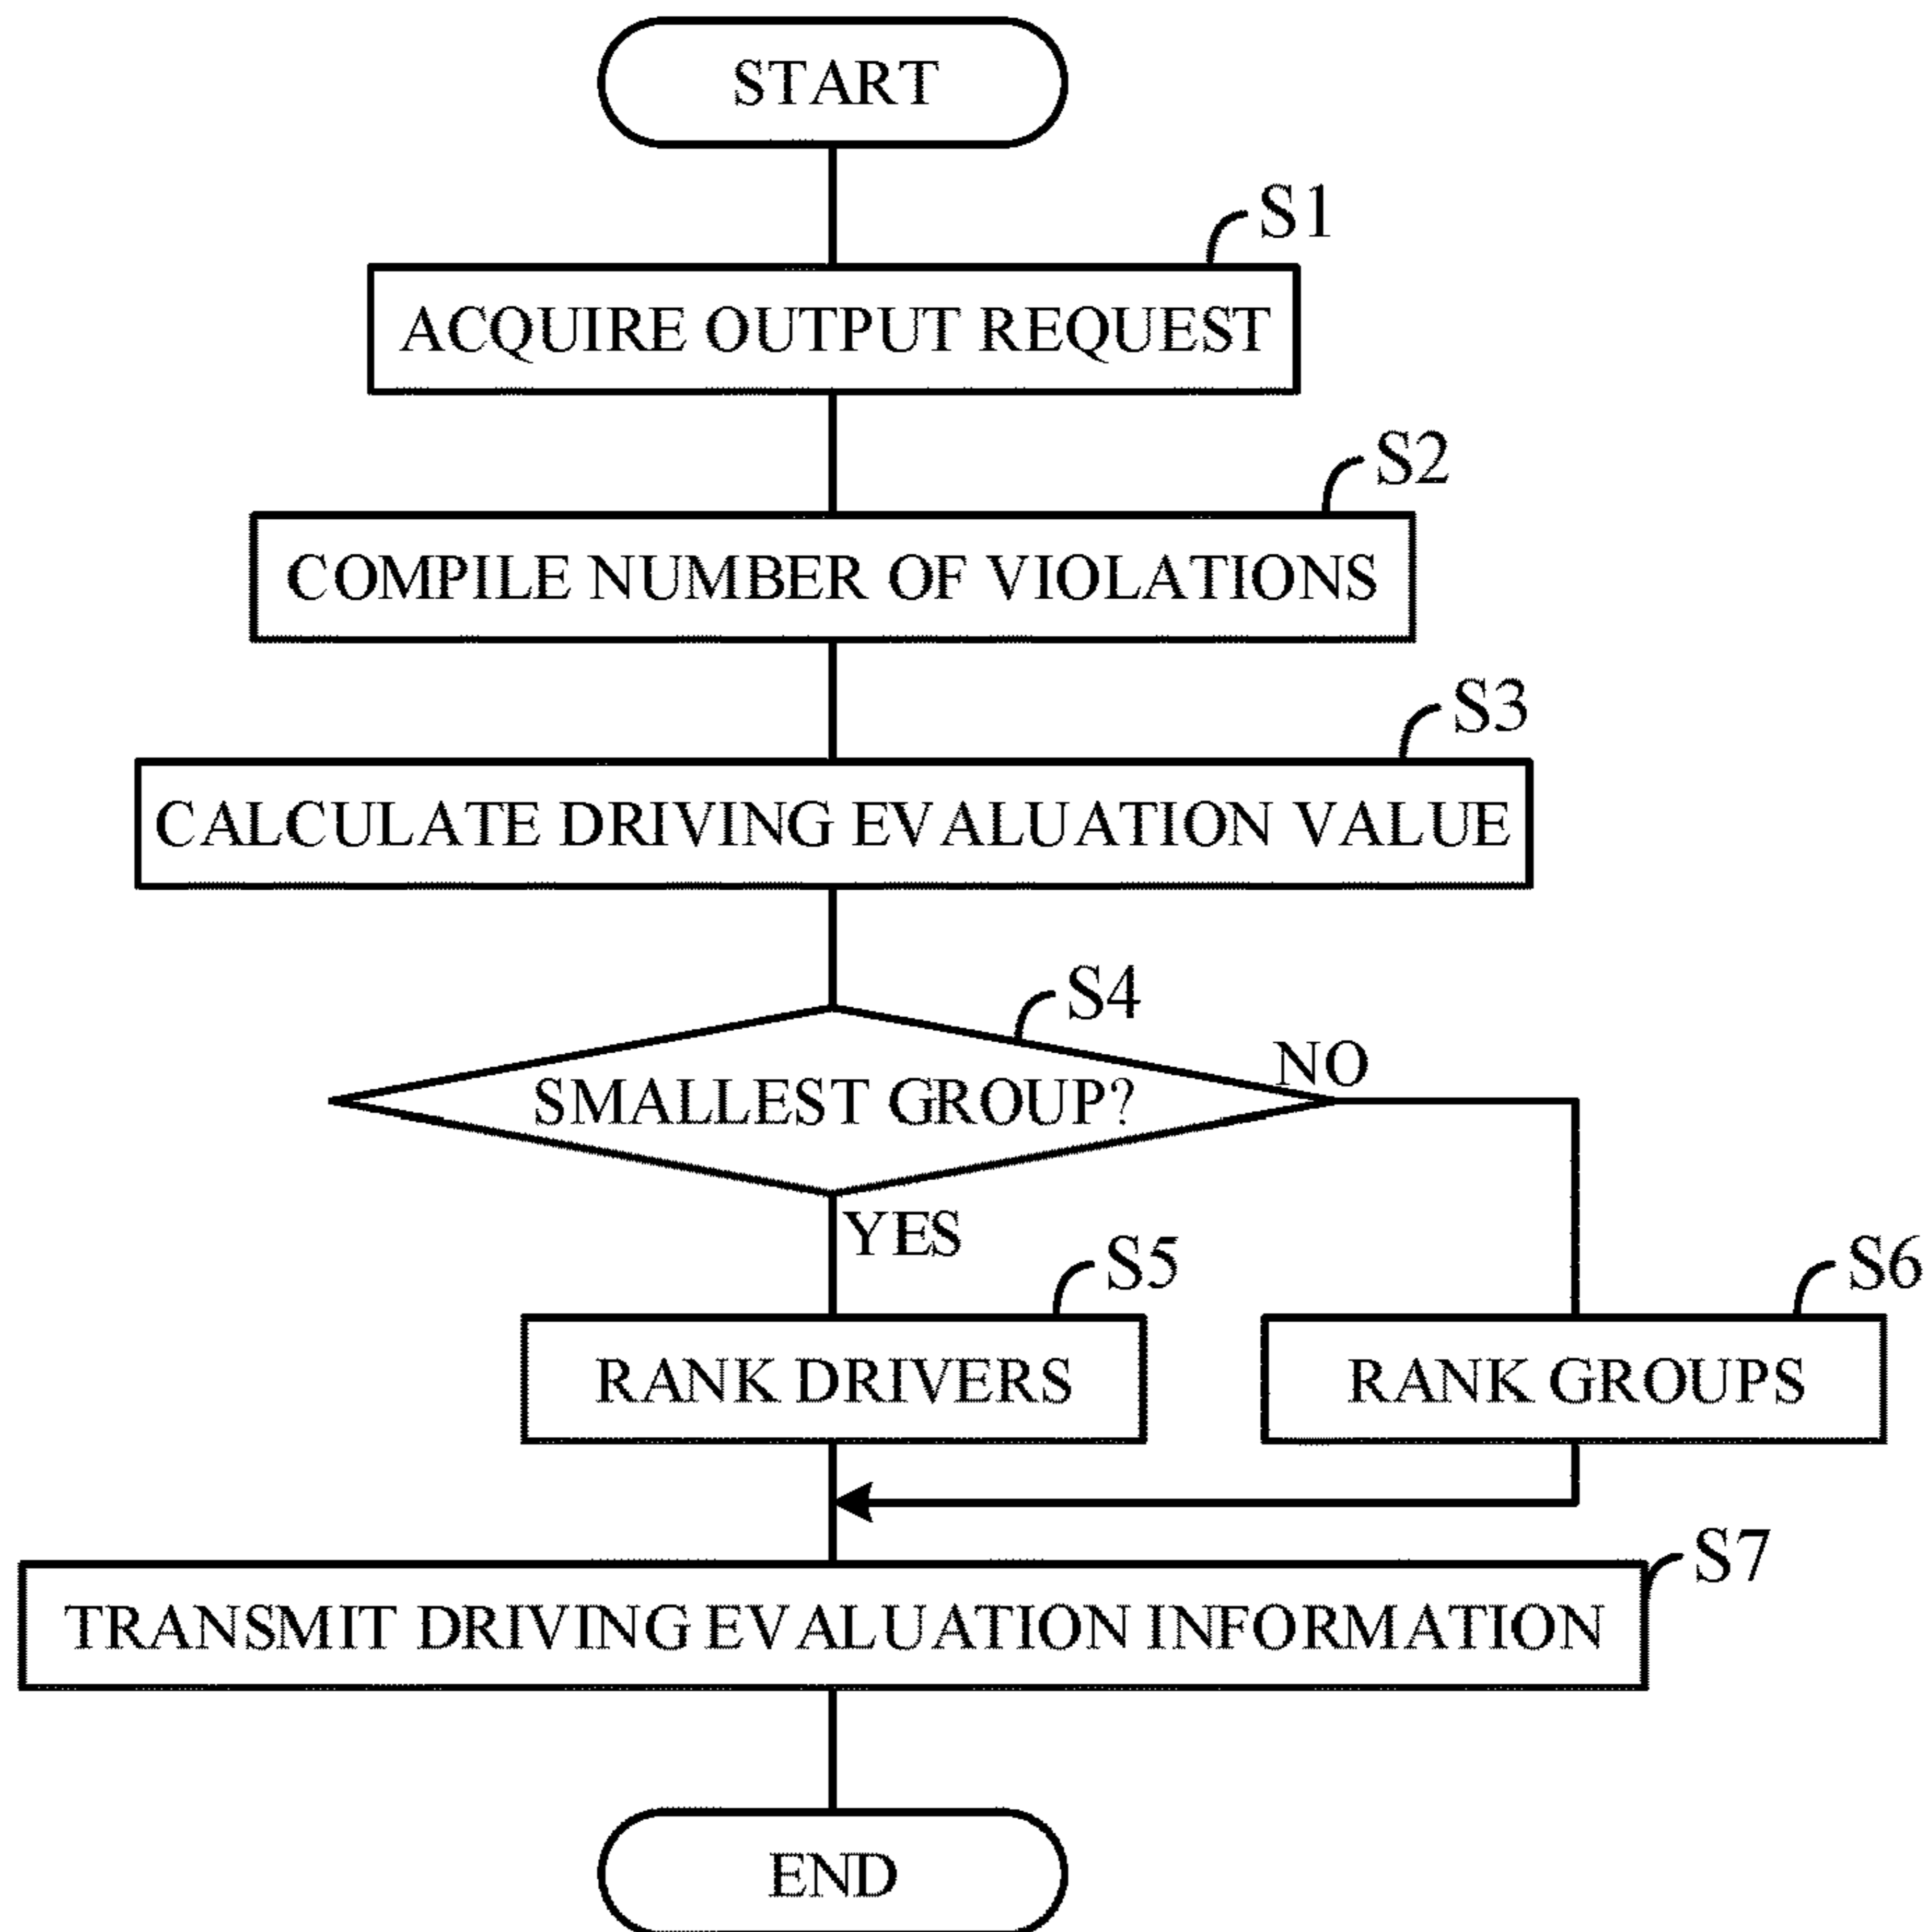 START
S1
ACQUIRE OUTPUT REQUEST
S2
COMPILE NUMBER OF VIOLATIONS
S3
CALCULATE DRIVING EVALUATION VALUE
S4
SMALLEST GROUP?
NO
YES
S5
RANK DRIVERS
S6
RANK GROUPS
S7
TRANSMIT DRIVING EVALUATION INFORMATION
END